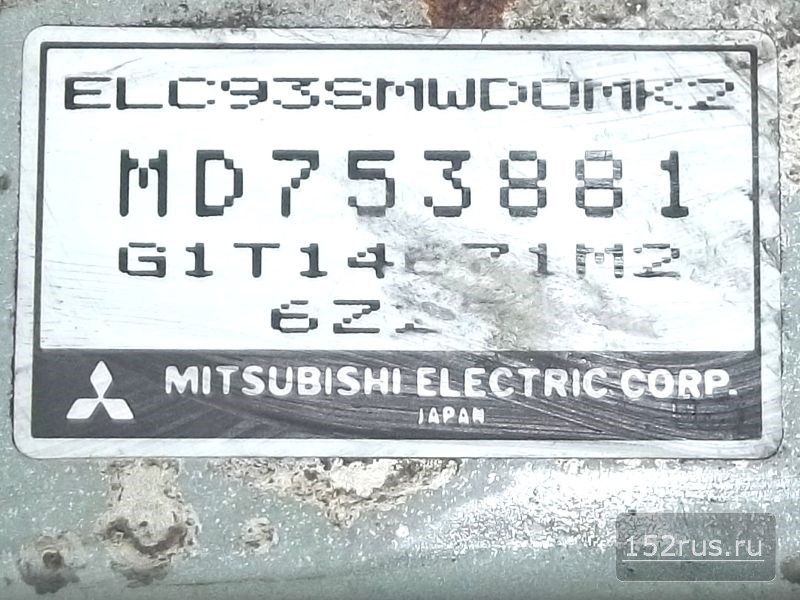 ELC93SMWDOMK2
MD753881
MITSUBISHI ELECTRIC CORP.
JAPAN
152rus.ru